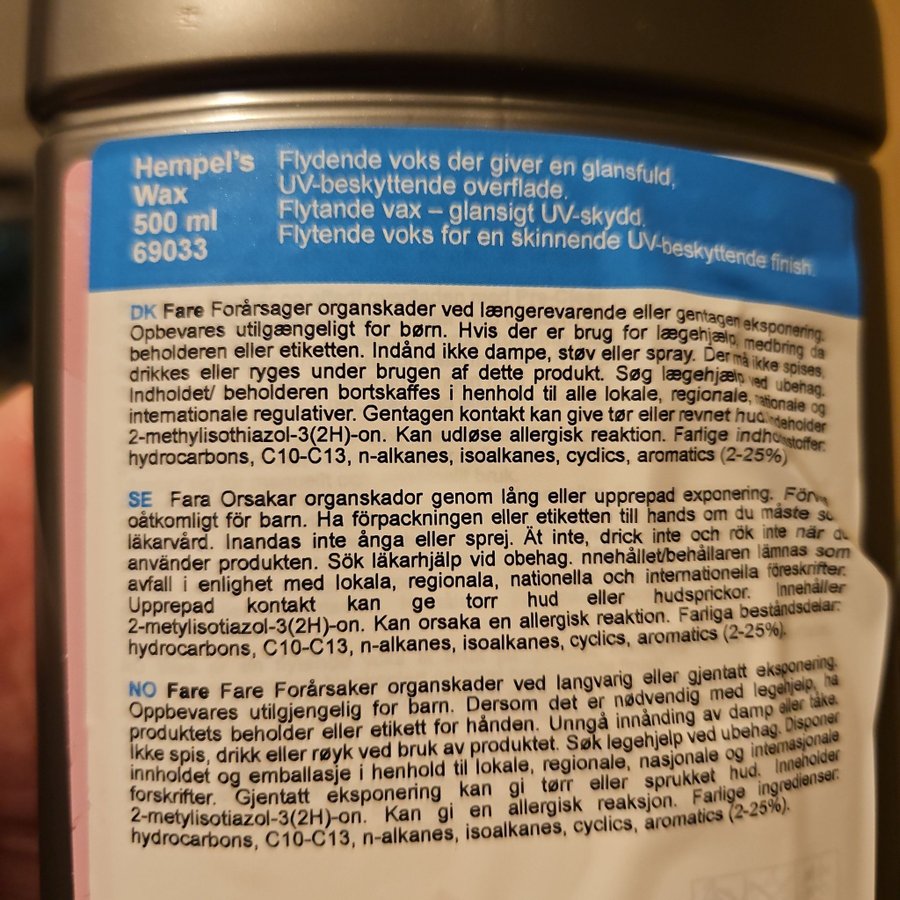 Hempel's
Wax
500 ml
69033
Flydende voks der giver en glansfuld,
UV-beskyttende overflade.
Flytande vax – glansigt UV-skydd.
Flytende voks for en skinnende UV-beskyttende finish.
DK Fare Forårsager organskader ved længerevarende eller gentagen eksponering.
Opbevares utilgængeligt for børn. Hvis der er brug for lægehjælp, medbring da
beholderen eller etiketten. Indånd ikke dampe, støv eller spray. Der må ikke spises,
drikkes eller ryges under brugen af dette produkt. Søg lægehjælp ved ubehag.
Indholdet/ beholderen bortskaffes i henhold til alle lokale, regionale, nationale og
internationale regulativer. Gentagen kontakt kan give tør eller revnet hud.
2-methylisothiazol-3(2H)-on. Kan udløse allergisk reaktion. Farlige indholdsstoffer:
hydrocarbons, C10-C13, n-alkanes, isoalkanes, cyclics, aromatics (2-25%)
SE Fara Orsakar organskador genom lång eller upprepad exponering.
oåtkomligt för barn. Ha förpackningen eller etiketten till hands om du måste
läkarvård. Inandas inte ånga eller sprej. Ät inte, drick inte och rök inte när du
använder produkten. Sök läkarhjälp vid obehag. nnehållet/behållaren lämnas som
avfall i enlighet med lokala, regionala, nationella och internationella föreskrifter.
Upprepad kontakt kan ge torr hud eller hudsprickor. Innehåller
2-metylisotiazol-3(2H)-on. Kan orsaka en allergisk reaktion. Farliga beståndsdelar:
hydrocarbons, C10-C13, n-alkanes, isoalkanes, cyclics, aromatics (2-25%).
NO Fare Fare Forårsaker organskader ved langvarig eller gjentatt eksponering.
Oppbevares utilgjengelig for barn. Dersom det er nødvendig med legehjelp, ha
produktets beholder eller etikett for hånden. Unngå innånding av damp eller tåke.
Ikke spis, drikk eller røyk ved bruk av produktet. Søk legehjelp ved ubehag. Disponer
innholdet og emballasje i henhold til lokale, regionale, nasjonale og internasjonale
forskrifter. Gjentatt eksponering kan gi tørr eller sprukket hud. Inneholder
2-metylisotiazol-3(2H)-on. Kan gi en allergisk reaksjon. Farlige ingredienser:
hydrocarbons, C10-C13, n-alkanes, isoalkanes, cyclics, aromatics (2-25%).